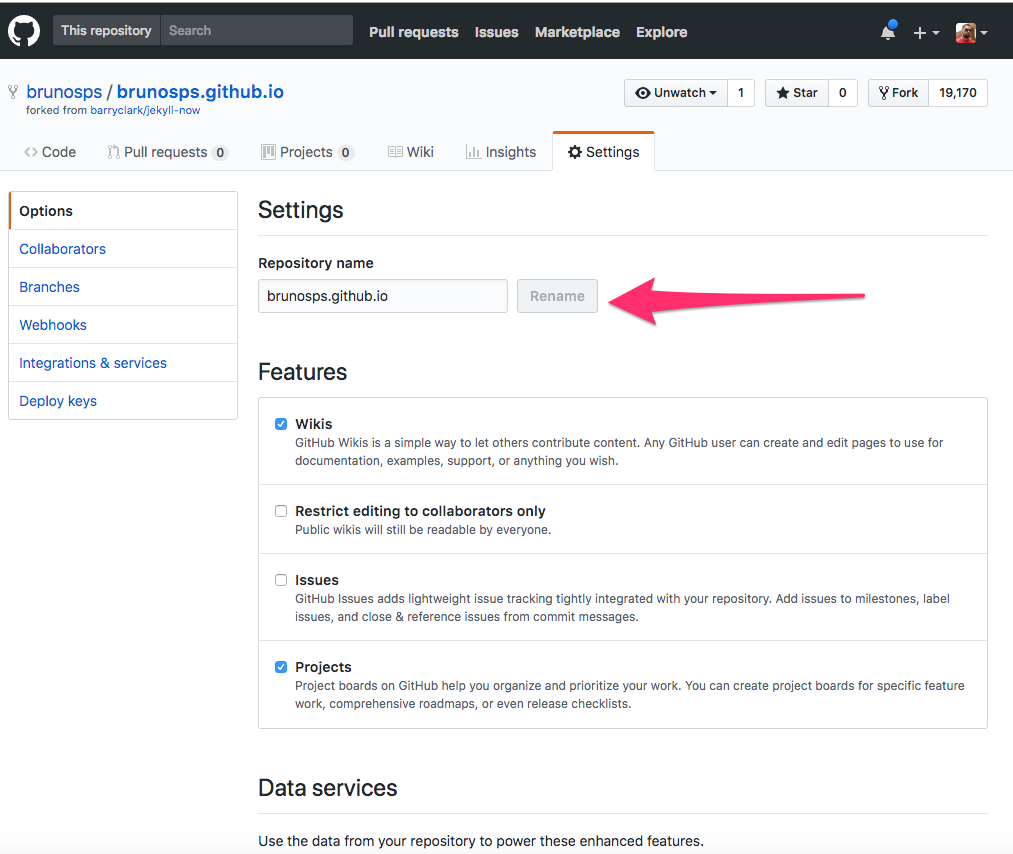 This repository Search Pull requests Issues Marketplace Explore
brunosps / brunosps.github.io Unwatch 1 Star 0 Fork 19,170
forked from barryclark/jekyll-now
Code Pull requests 0 Projects 0 Wiki Insights Settings
Options
Collaborators
Branches
Webhooks
Integrations & services
Deploy keys
Settings
Repository name
brunosps.github.io Rename
Features
Wikis
GitHub Wikis is a simple way to let others contribute content. Any GitHub user can create and edit pages to use for
documentation, examples, support, or anything you wish.
Restrict editing to collaborators only
Public wikis will still be readable by everyone.
Issues
GitHub Issues adds lightweight issue tracking tightly integrated with your repository. Add issues to milestones, label
issues, and close & reference issues from commit messages.
Projects
Project boards on GitHub help you organize and prioritize your work. You can create project boards for specific feature
work, comprehensive roadmaps, or even release checklists.
Data services
Use the data from your repository to power these enhanced features.